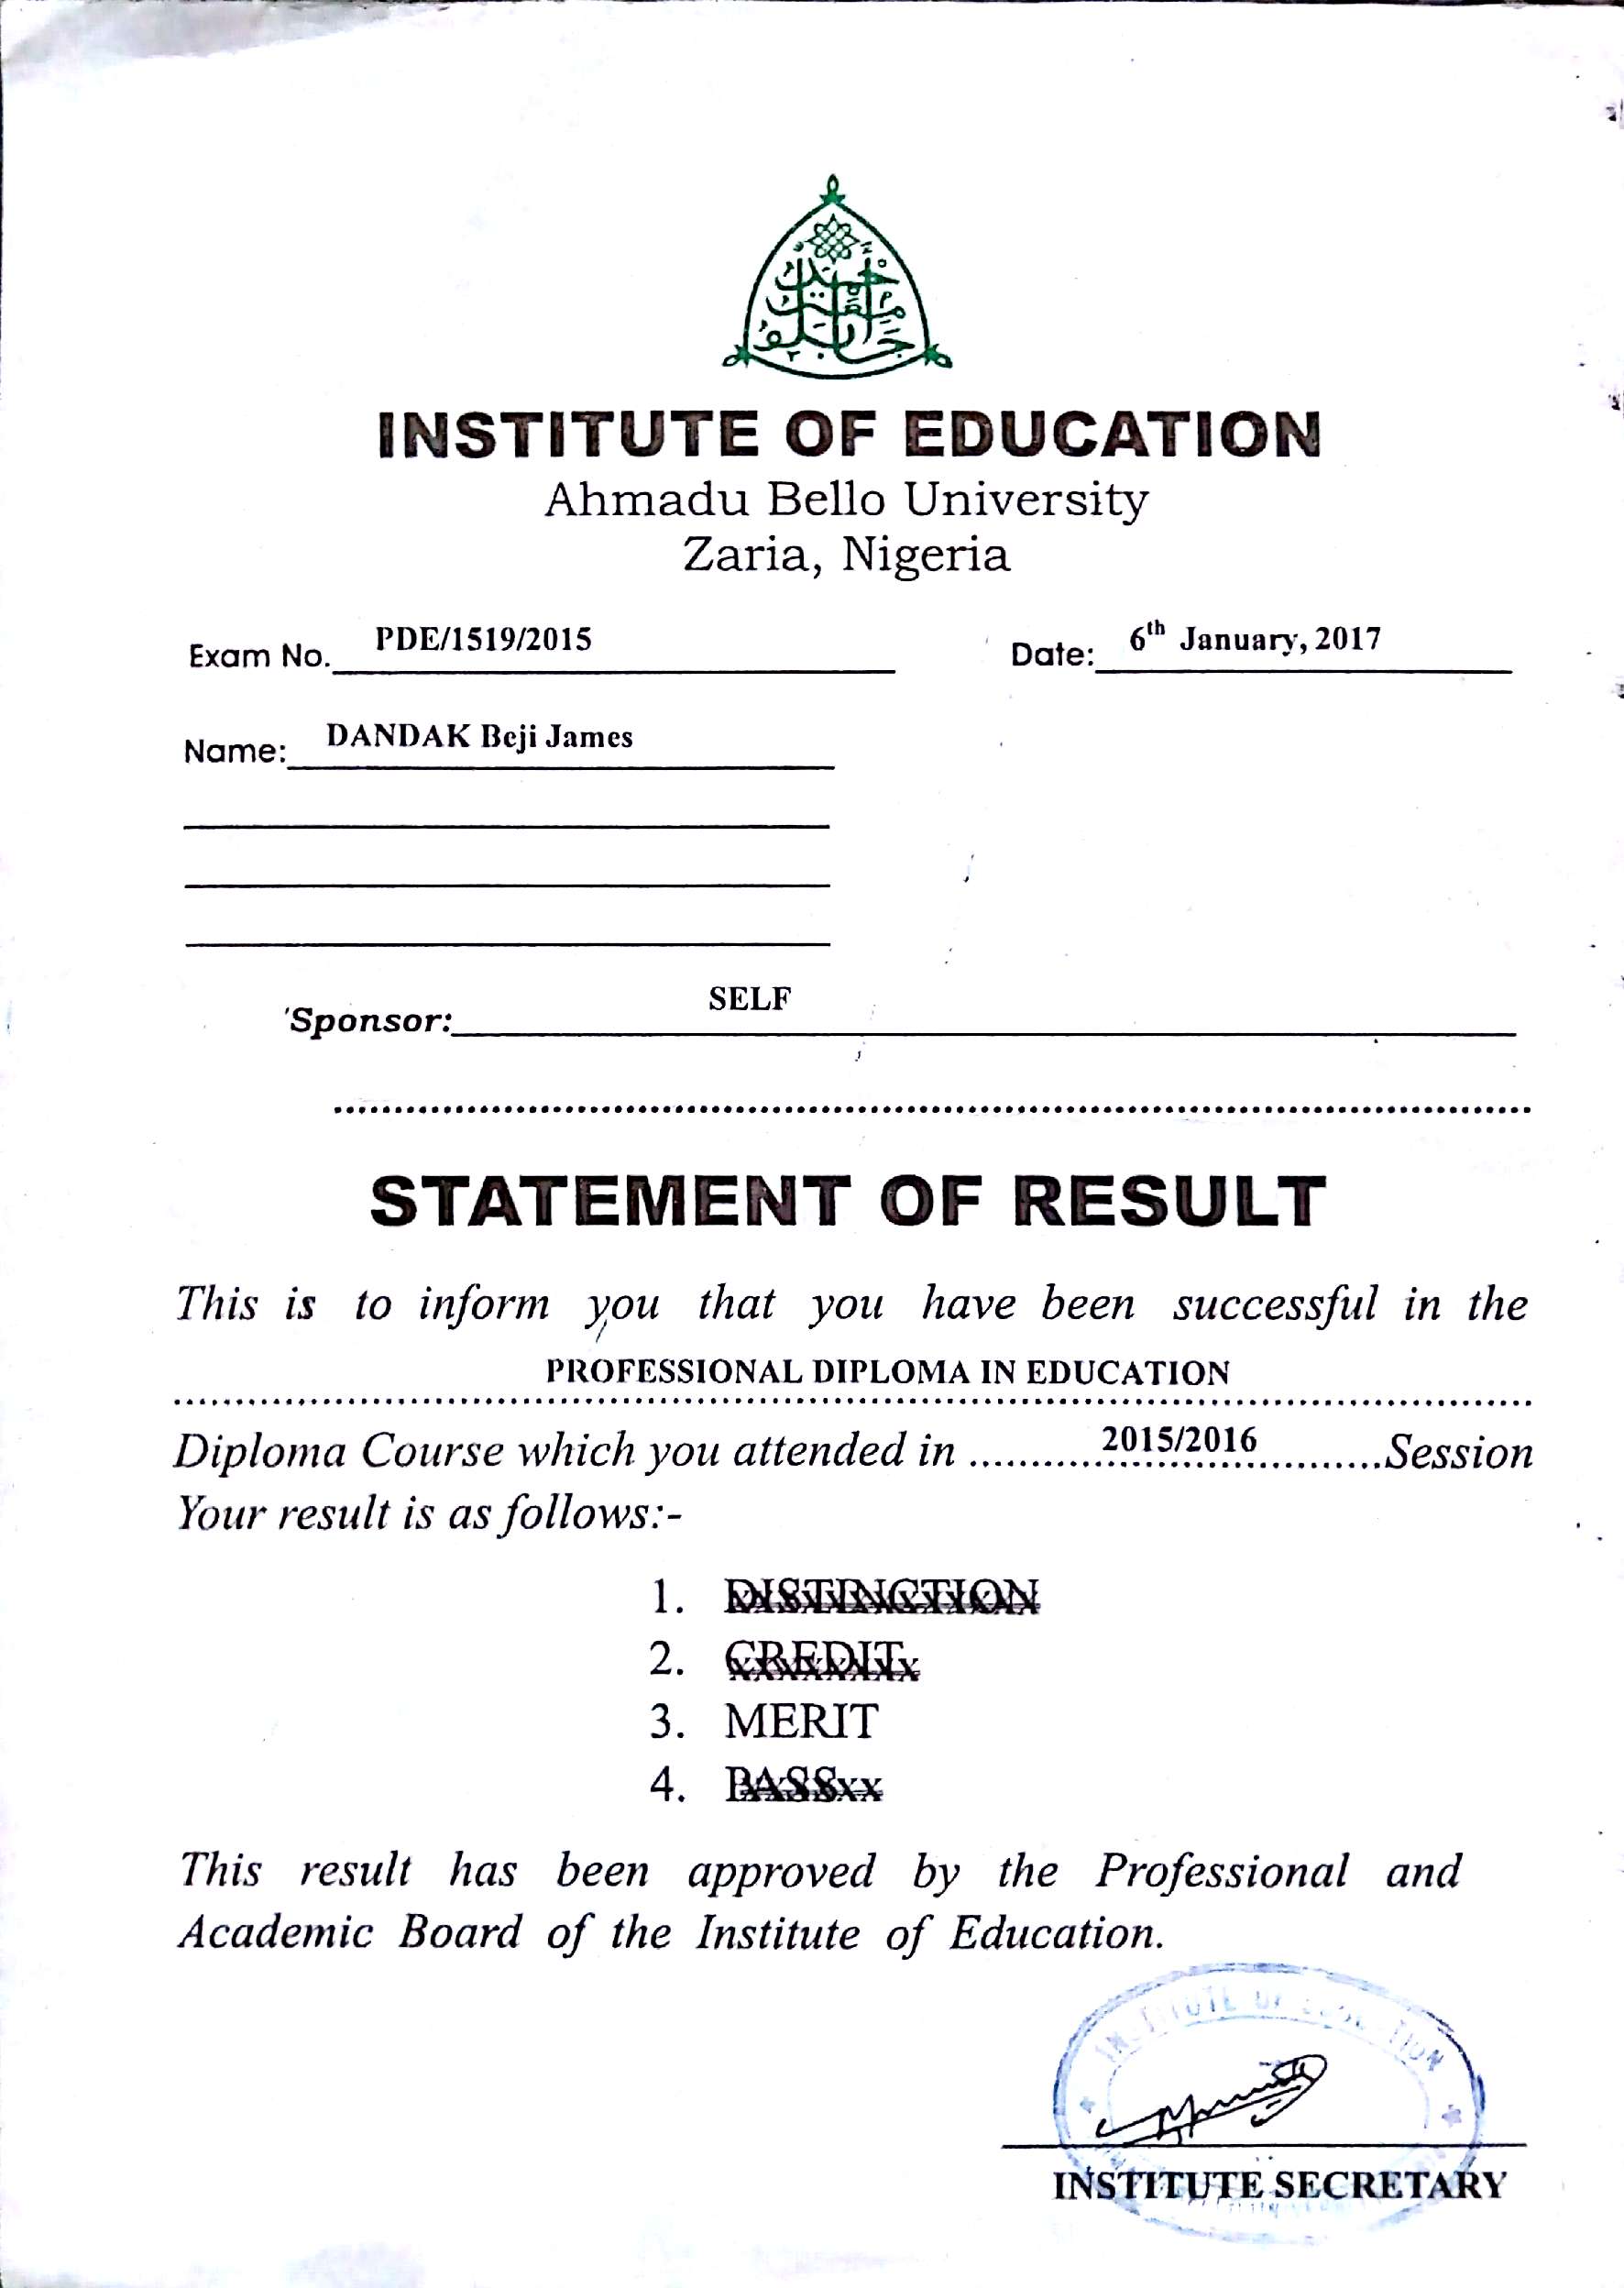 INSTITUTE OF EDUCATION
Ahmadu Bello University
Zaria, Nigeria
Exam No. PDE/1519/2015 Date: 6th January, 2017
Name: DANDAK Beji James
Sponsor: SELF
STATEMENT OF RESULT
This is to inform you that you have been successful in the
PROFESSIONAL DIPLOMA IN EDUCATION
Diploma Course which you attended in ..........2015/2016..........Session
Your result is as follows:-
1. DISTINCTION
2. CREDIT
3. MERIT
4. PASSxx
This result has been approved by the Professional and
Academic Board of the Institute of Education.
INSTITUTE OF EDUCATION
INSTITUTE SECRETARY